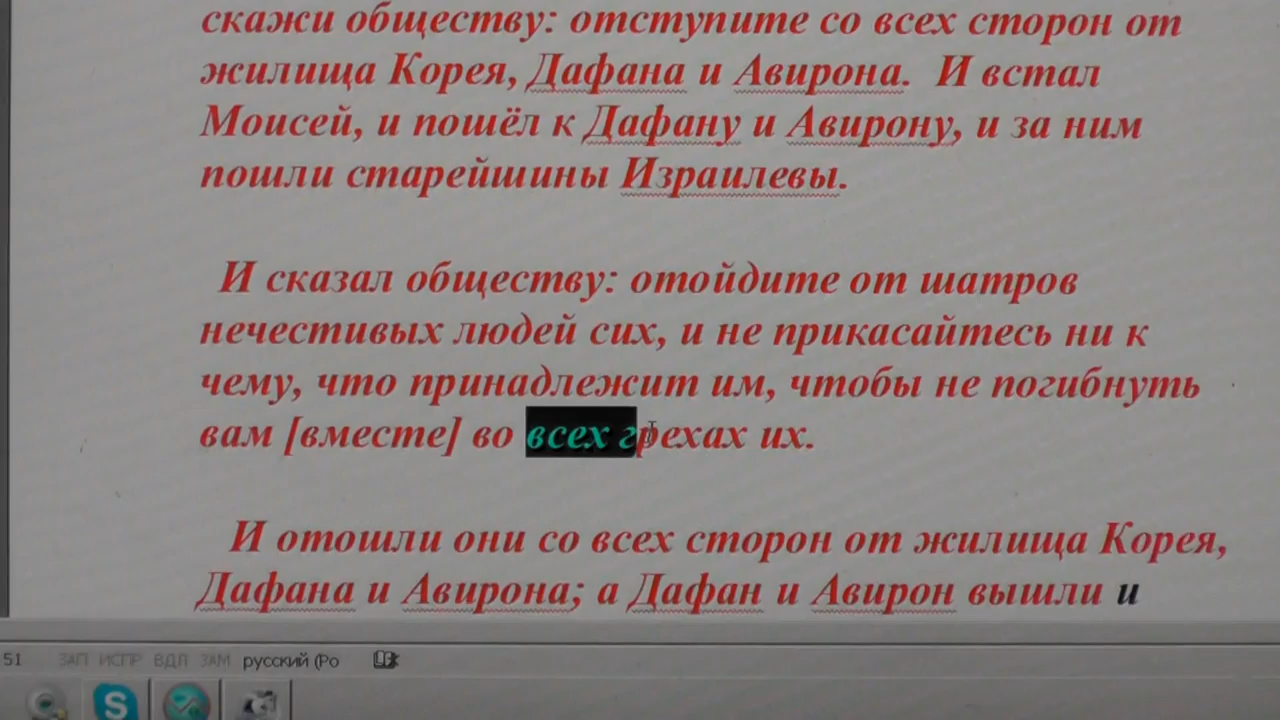 скажи обществу: отступите со всех сторон от
жилища Корея, Дафана и Авирона. И встал
Моисей, и пошёл к Дафану и Авирону, и за ним
пошли старейшины Израилевы.
И сказал обществу: отойдите от шатров
нечестивых людей сих, и не прикасайтесь ни к
чему, что принадлежит им, чтобы не погибнуть
вам [вместе] во всех грехах их.
И отошли они со всех сторон от жилища Корея,
Дафана и Авирона; а Дафан и Авирон вышли и
51 ЗАП ИСПР ВДЛ ЗАМ русский (Ро